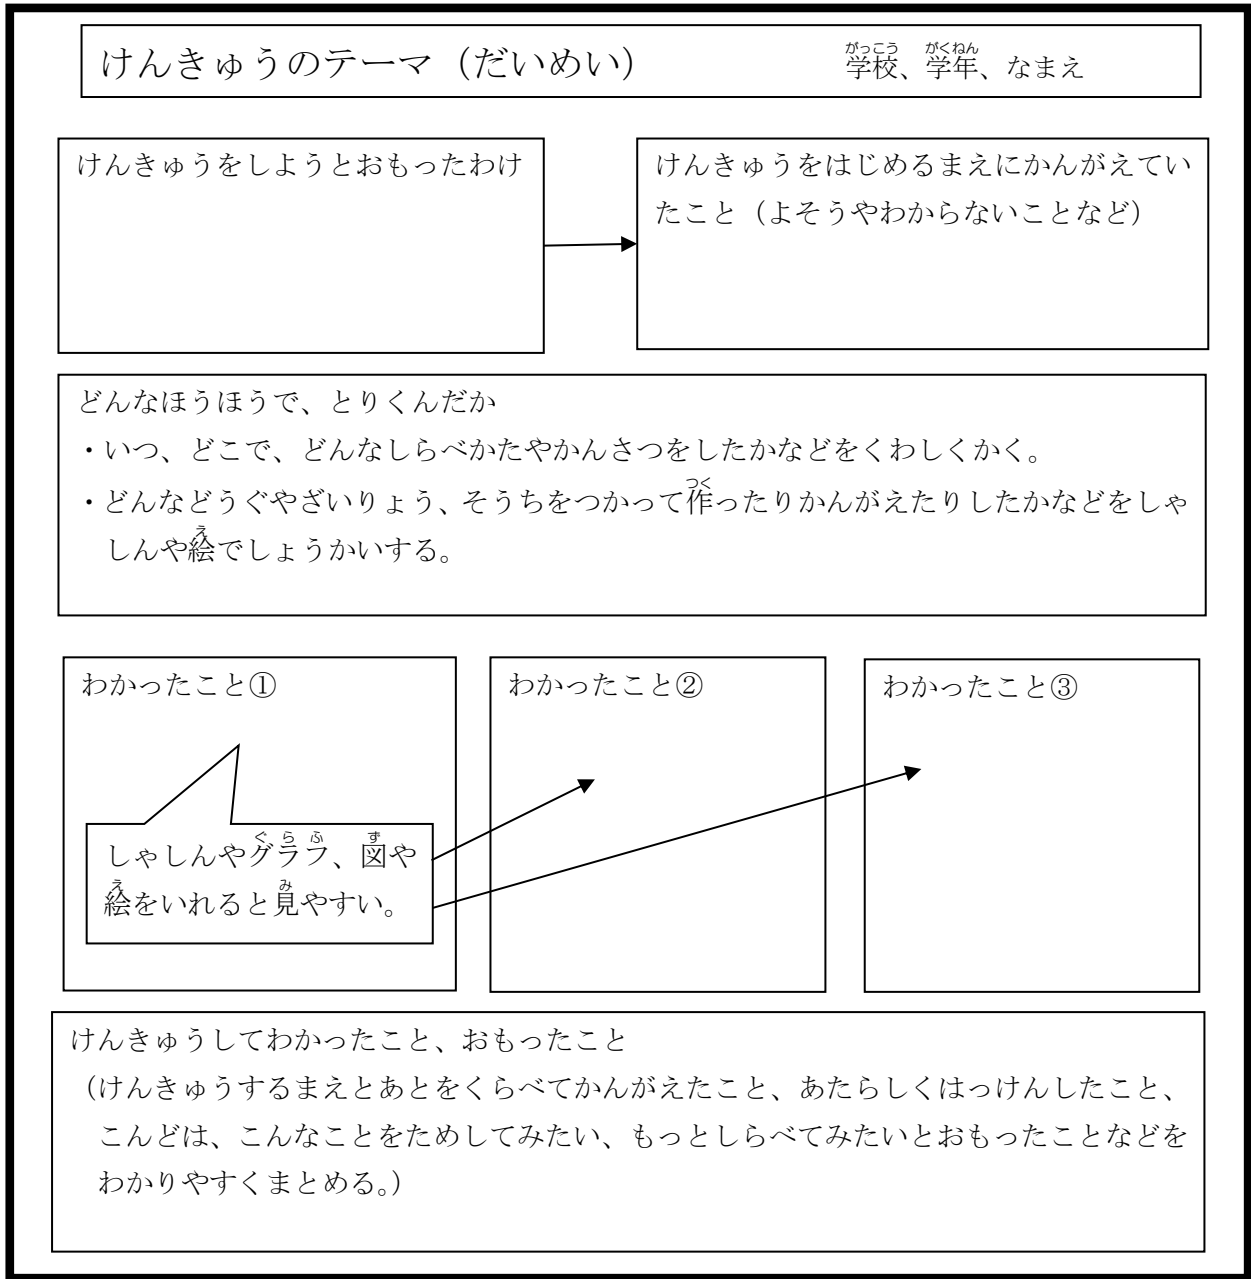 けんきゅうのテーマ（だいめい） 学校、学年、なまえ
がっこう がくねん
けんきゅうをしようとおもったわけ
けんきゅうをはじめるまえにかんがえてい
たこと（よそうやわからないことなど）
どんなほうほうで、とりくんだか
・いつ、どこで、どんなしらべかたやかんさつをしたかなどをくわしくかく。
つく
・どんなどうぐやざいりょう、そうちをつかって作ったりかんがえたりしたかなどをしゃ
え
しんや絵でしょうかいする。
わかったこと①
ぐらふ ず
しゃしんやグラフ、図や
え み
絵をいれると見やすい。
わかったこと②
わかったこと③
けんきゅうしてわかったこと、おもったこと
（けんきゅうするまえとあとをくらべてかんがえたこと、あたらしくはっけんしたこと、
こんどは、こんなことをためしてみたい、もっとしらべてみたいとおもったことなどを
わかりやすくまとめる。）